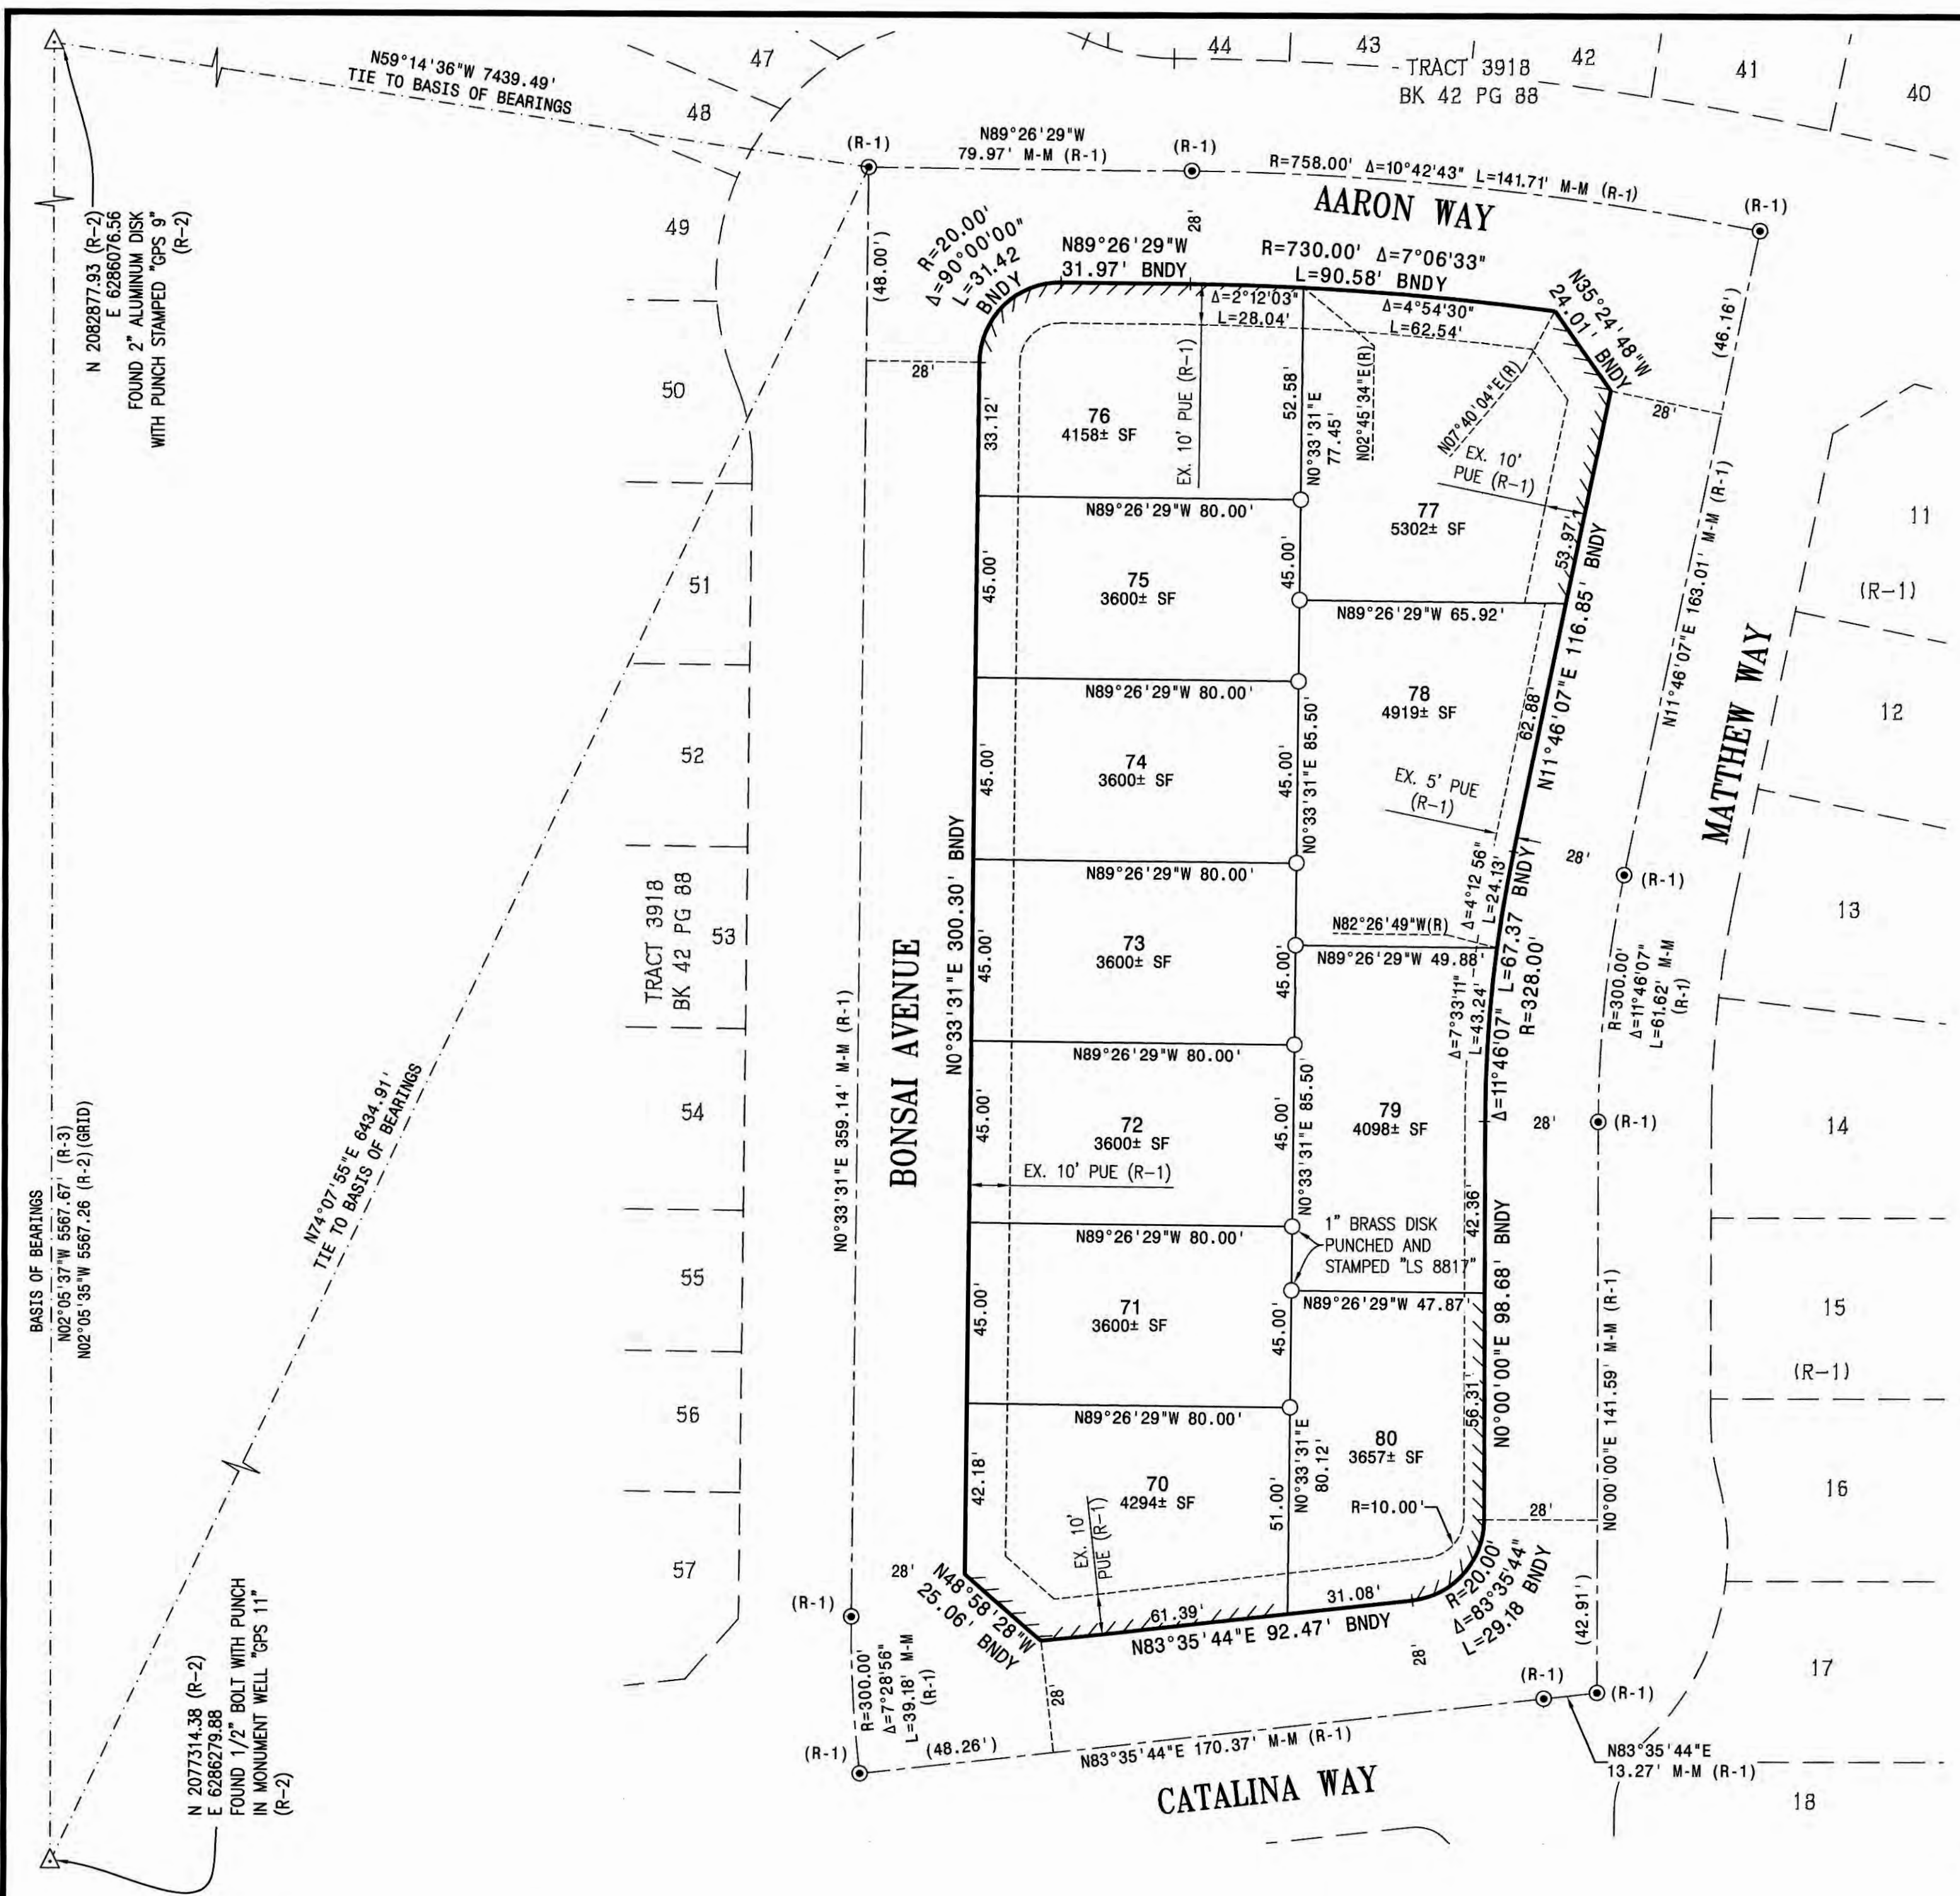 47
44
43
42
41
40
TRACT 3918
BK 42 PG 88
N59°14'36"W 7439.49'
TIE TO BASIS OF BEARINGS
48
(R-1)
N89°26'29"W
79.97' M-M (R-1)
(R-1)
R=758.00' Δ=10°42'43" L=141.71' M-M (R-1)
(R-1)
AARON WAY
N 2082877.93 (R-2)
E 6286076.56
FOUND 2" ALUMINUM DISK
WITH PUNCH STAMPED "GPS 9"
(R-2)
49
(48.00')
R=20.00'
Δ=90°00'00"
L=31.42
BNDY
28'
N89°26'29"W
31.97' BNDY
R=730.00' Δ=7°06'33"
L=90.58' BNDY
Δ=2°12'03"
L=28.04'
Δ=4°54'30"
L=62.54'
N35°24'48"W
24.01' BNDY
(46.16')
28'
50
28'
33.12'
76
4158± SF
EX. 10' PUE (R-1)
52.58'
N0°33'31"E
77.45'
N02°45'34"E(R)
N07°40'04"E(R)
EX. 10'
PUE (R-1)
77
5302± SF
53.97'
N11°46'07"E 116.85' BNDY
N11°46'07"E 163.01' M-M (R-1)
11
(R-1)
N89°26'29"W 80.00'
51
45.00'
75
3600± SF
45.00'
N89°26'29"W 65.92'
N89°26'29"W 80.00'
78
4919± SF
62.88'
MATTHEW WAY
12
52
45.00'
74
3600± SF
45.00'
N0°33'31"E 85.50'
EX. 5' PUE
(R-1)
N89°26'29"W 80.00'
28'
(R-1)
13
TRACT 3918
BK 42 PG 88
53
BONSAI AVENUE
N0°33'31"E 300.30' BNDY
N0°33'31"E 359.14' M-M (R-1)
45.00'
73
3600± SF
45.00'
N82°26'49"W(R)
N89°26'29"W 49.88'
Δ=4°12 56"
L=24.13'
Δ=7°33'11"
L=43.24'
Δ=11°46'07" L=67.37 BNDY
R=328.00'
R=300.00'
Δ=11°46'07"
L=61.62' M-M
(R-1)
N89°26'29"W 80.00'
54
45.00'
72
3600± SF
45.00'
N0°33'31"E 85.50'
79
4098± SF
28'
(R-1)
14
EX. 10' PUE (R-1)
42.36'
BASIS OF BEARINGS
N02°05'37"W 5567.67' (R-3)
N02°05'35"W 5567.26 (R-2)(GRID)
N74°07'55"E 6434.91'
TIE TO BASIS OF BEARINGS
N89°26'29"W 80.00'
1" BRASS DISK
PUNCHED AND
STAMPED "LS 8817"
55
45.00'
71
3600± SF
45.00'
N89°26'29"W 47.87'
N0°00'00"E 98.68' BNDY
N0°00'00"E 141.59' M-M (R-1)
15
(R-1)
56
N89°26'29"W 80.00'
56.31'
80
3657± SF
16
42.18'
70
4294± SF
51.00'
N0°33'31"E
80.12'
R=10.00'
28'
EX. 10'
PUE (R-1)
57
28'
N48°58'28"W
25.06' BNDY
61.39'
31.08'
N83°35'44"E 92.47' BNDY
R=20.00'
Δ=83°35'44"
L=29.18 BNDY
(42.91')
28'
(R-1)
R=300.00'
Δ=7°28'56"
L=39.18' M-M
(R-1)
28'
17
N 2077314.38 (R-2)
E 6286279.88
FOUND 1/2" BOLT WITH PUNCH
IN MONUMENT WELL "GPS 11"
(R-2)
(R-1)
(48.26')
N83°35'44"E 170.37' M-M (R-1)
(R-1)
(R-1)
N83°35'44"E
13.27' M-M (R-1)
CATALINA WAY
18